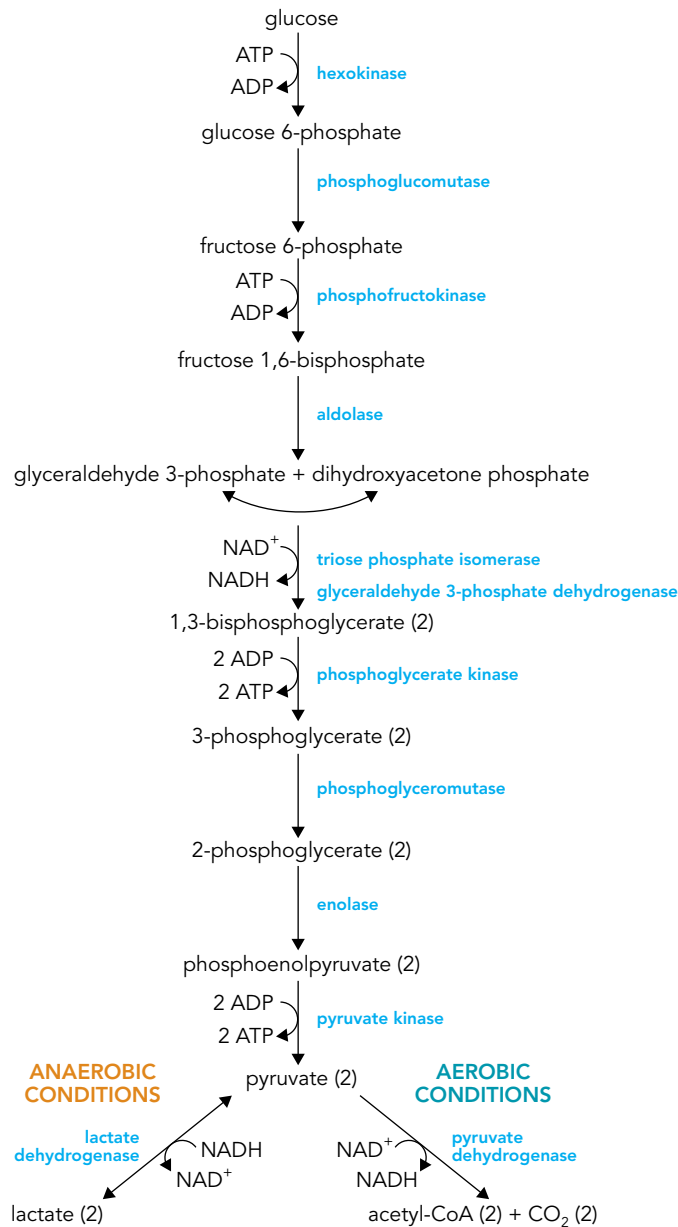 glucose
ATP
hexokinase
ADP
glucose 6-phosphate
phosphoglucomutase
fructose 6-phosphate
ATP
phosphofructokinase
ADP
fructose 1,6-bisphosphate
aldolase
glyceraldehyde 3-phosphate + dihydroxyacetone phosphate
NAD⁺
triose phosphate isomerase
NADH
glyceraldehyde 3-phosphate dehydrogenase
1,3-bisphosphoglycerate (2)
2 ADP
phosphoglycerate kinase
2 ATP
3-phosphoglycerate (2)
phosphoglyceromutase
2-phosphoglycerate (2)
enolase
phosphoenolpyruvate (2)
2 ADP
pyruvate kinase
2 ATP
ANAEROBIC
CONDITIONS
pyruvate (2)
AEROBIC
CONDITIONS
lactate
dehydrogenase
NADH
NAD⁺
NAD⁺
NADH
pyruvate
dehydrogenase
lactate (2)
acetyl-CoA (2) + CO₂ (2)